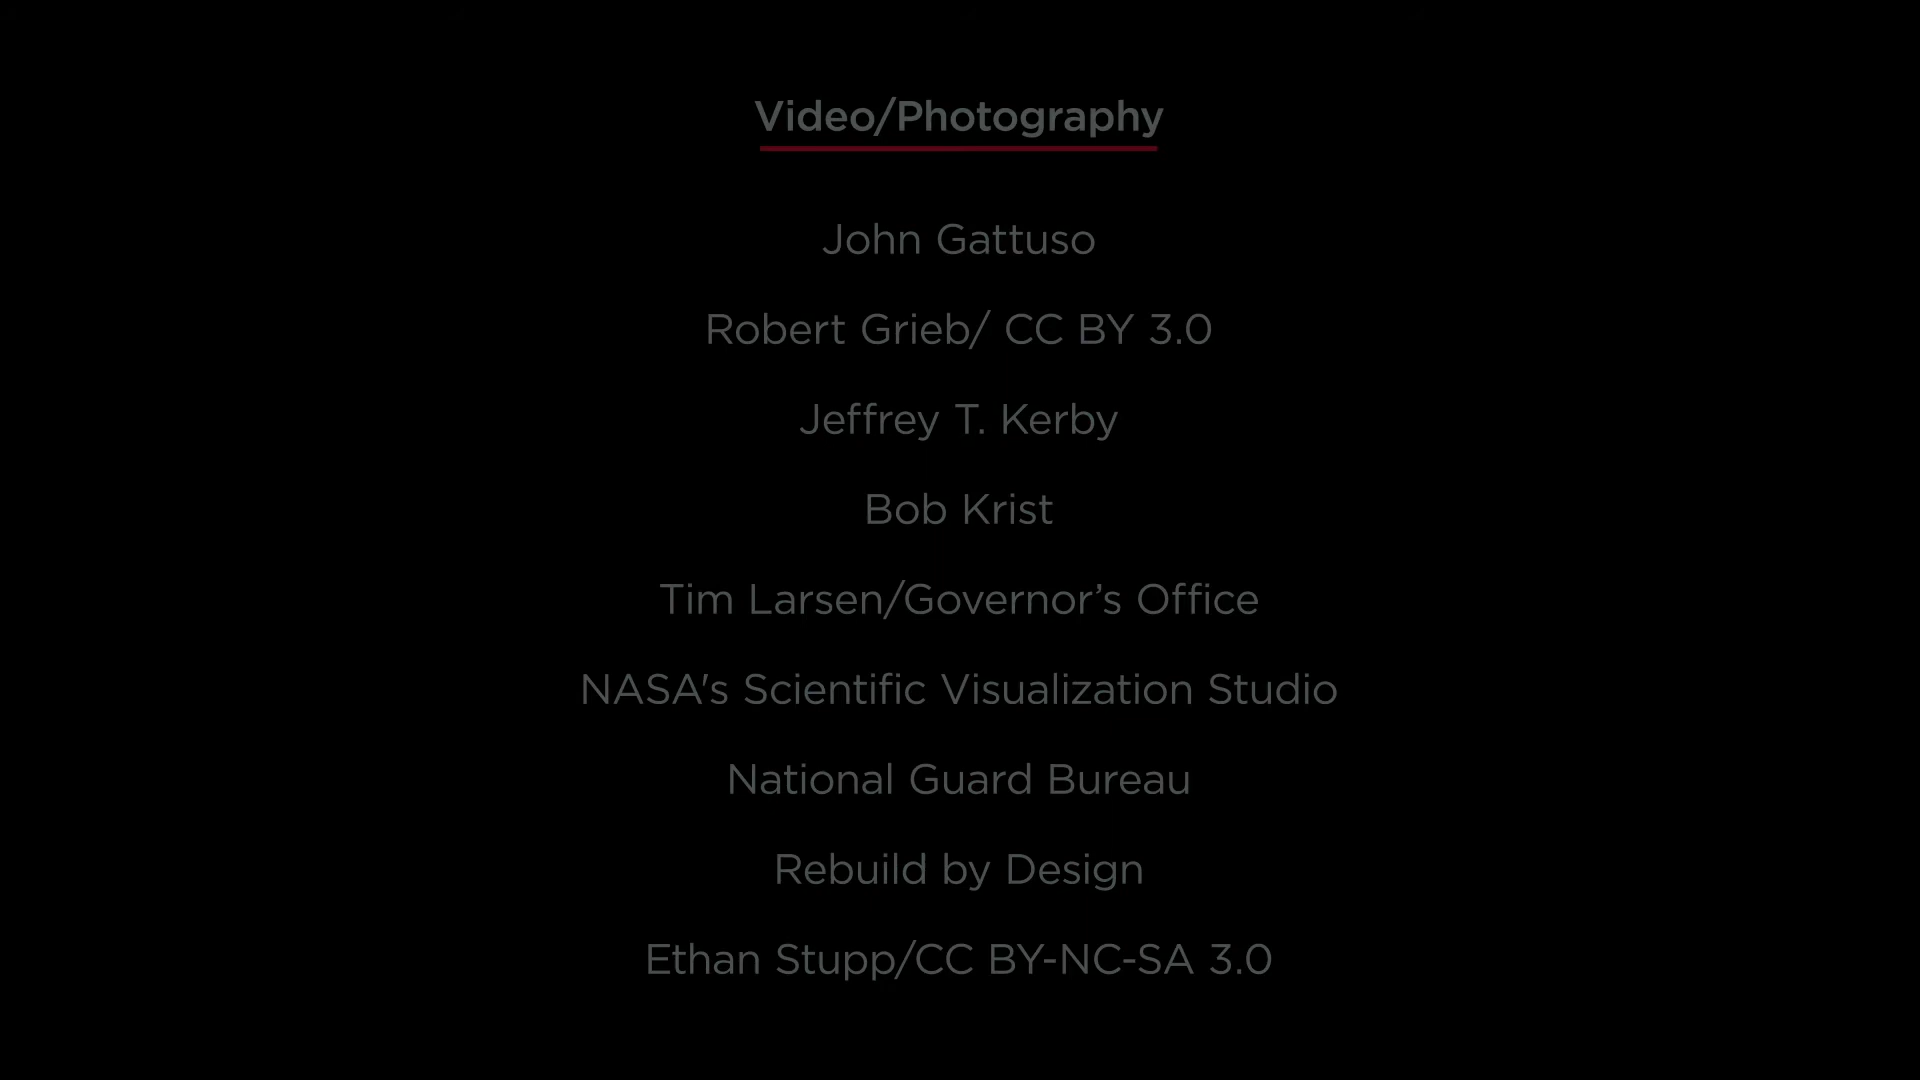 Video/Photography
John Gattuso
Robert Grieb/ CC BY 3.0
Jeffrey T. Kerby
Bob Krist
Tim Larsen/Governor’s Office
NASA's Scientific Visualization Studio
National Guard Bureau
Rebuild by Design
Ethan Stupp/CC BY-NC-SA 3.0